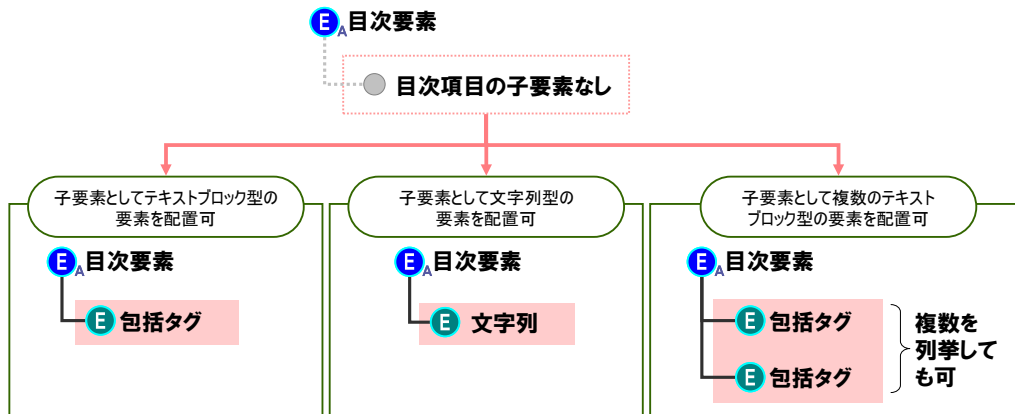 E A 目次要素
目次項目の子要素なし
子要素としてテキストブロック型の
要素を配置可
E A 目次要素
E 包括タグ
子要素として文字列型の
要素を配置可
E A 目次要素
E 文字列
子要素として複数のテキスト
ブロック型の要素を配置可
E A 目次要素
E 包括タグ
E 包括タグ
複数を
列挙して
も可